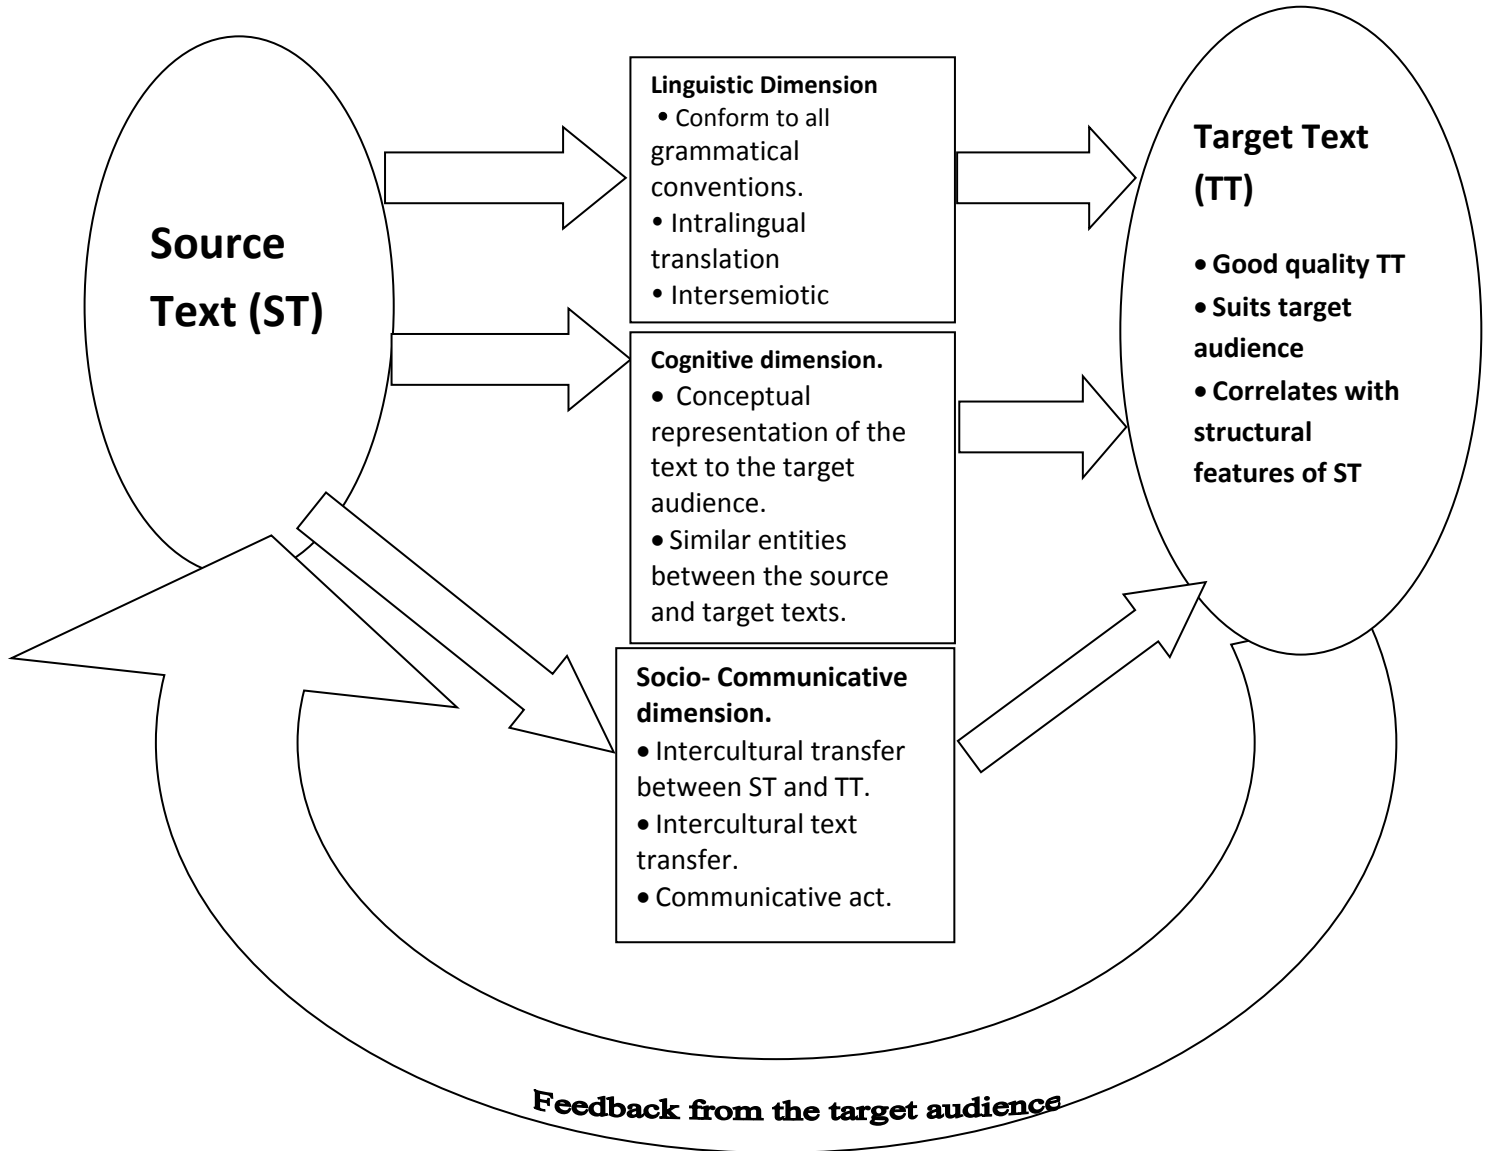 Source
Text (ST)
Linguistic Dimension
• Conform to all
grammatical
conventions.
• Intralingual
translation
• Intersemiotic
Cognitive dimension.
• Conceptual
representation of the
text to the target
audience.
• Similar entities
between the source
and target texts.
Socio- Communicative
dimension.
• Intercultural transfer
between ST and TT.
• Intercultural text
transfer.
• Communicative act.
Target Text
(TT)
• Good quality TT
• Suits target
audience
• Correlates with
structural
features of ST
Feedback from the target audience